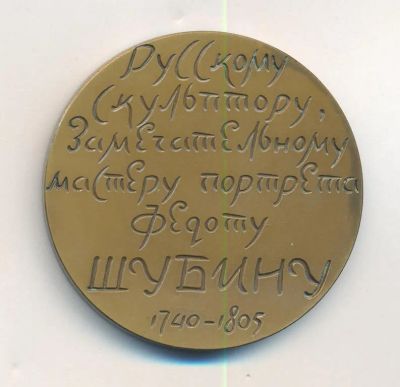 Русскому
скульптору,
замечательному
мастеру портрета
Федоту
ШУБИНУ
1740-1805